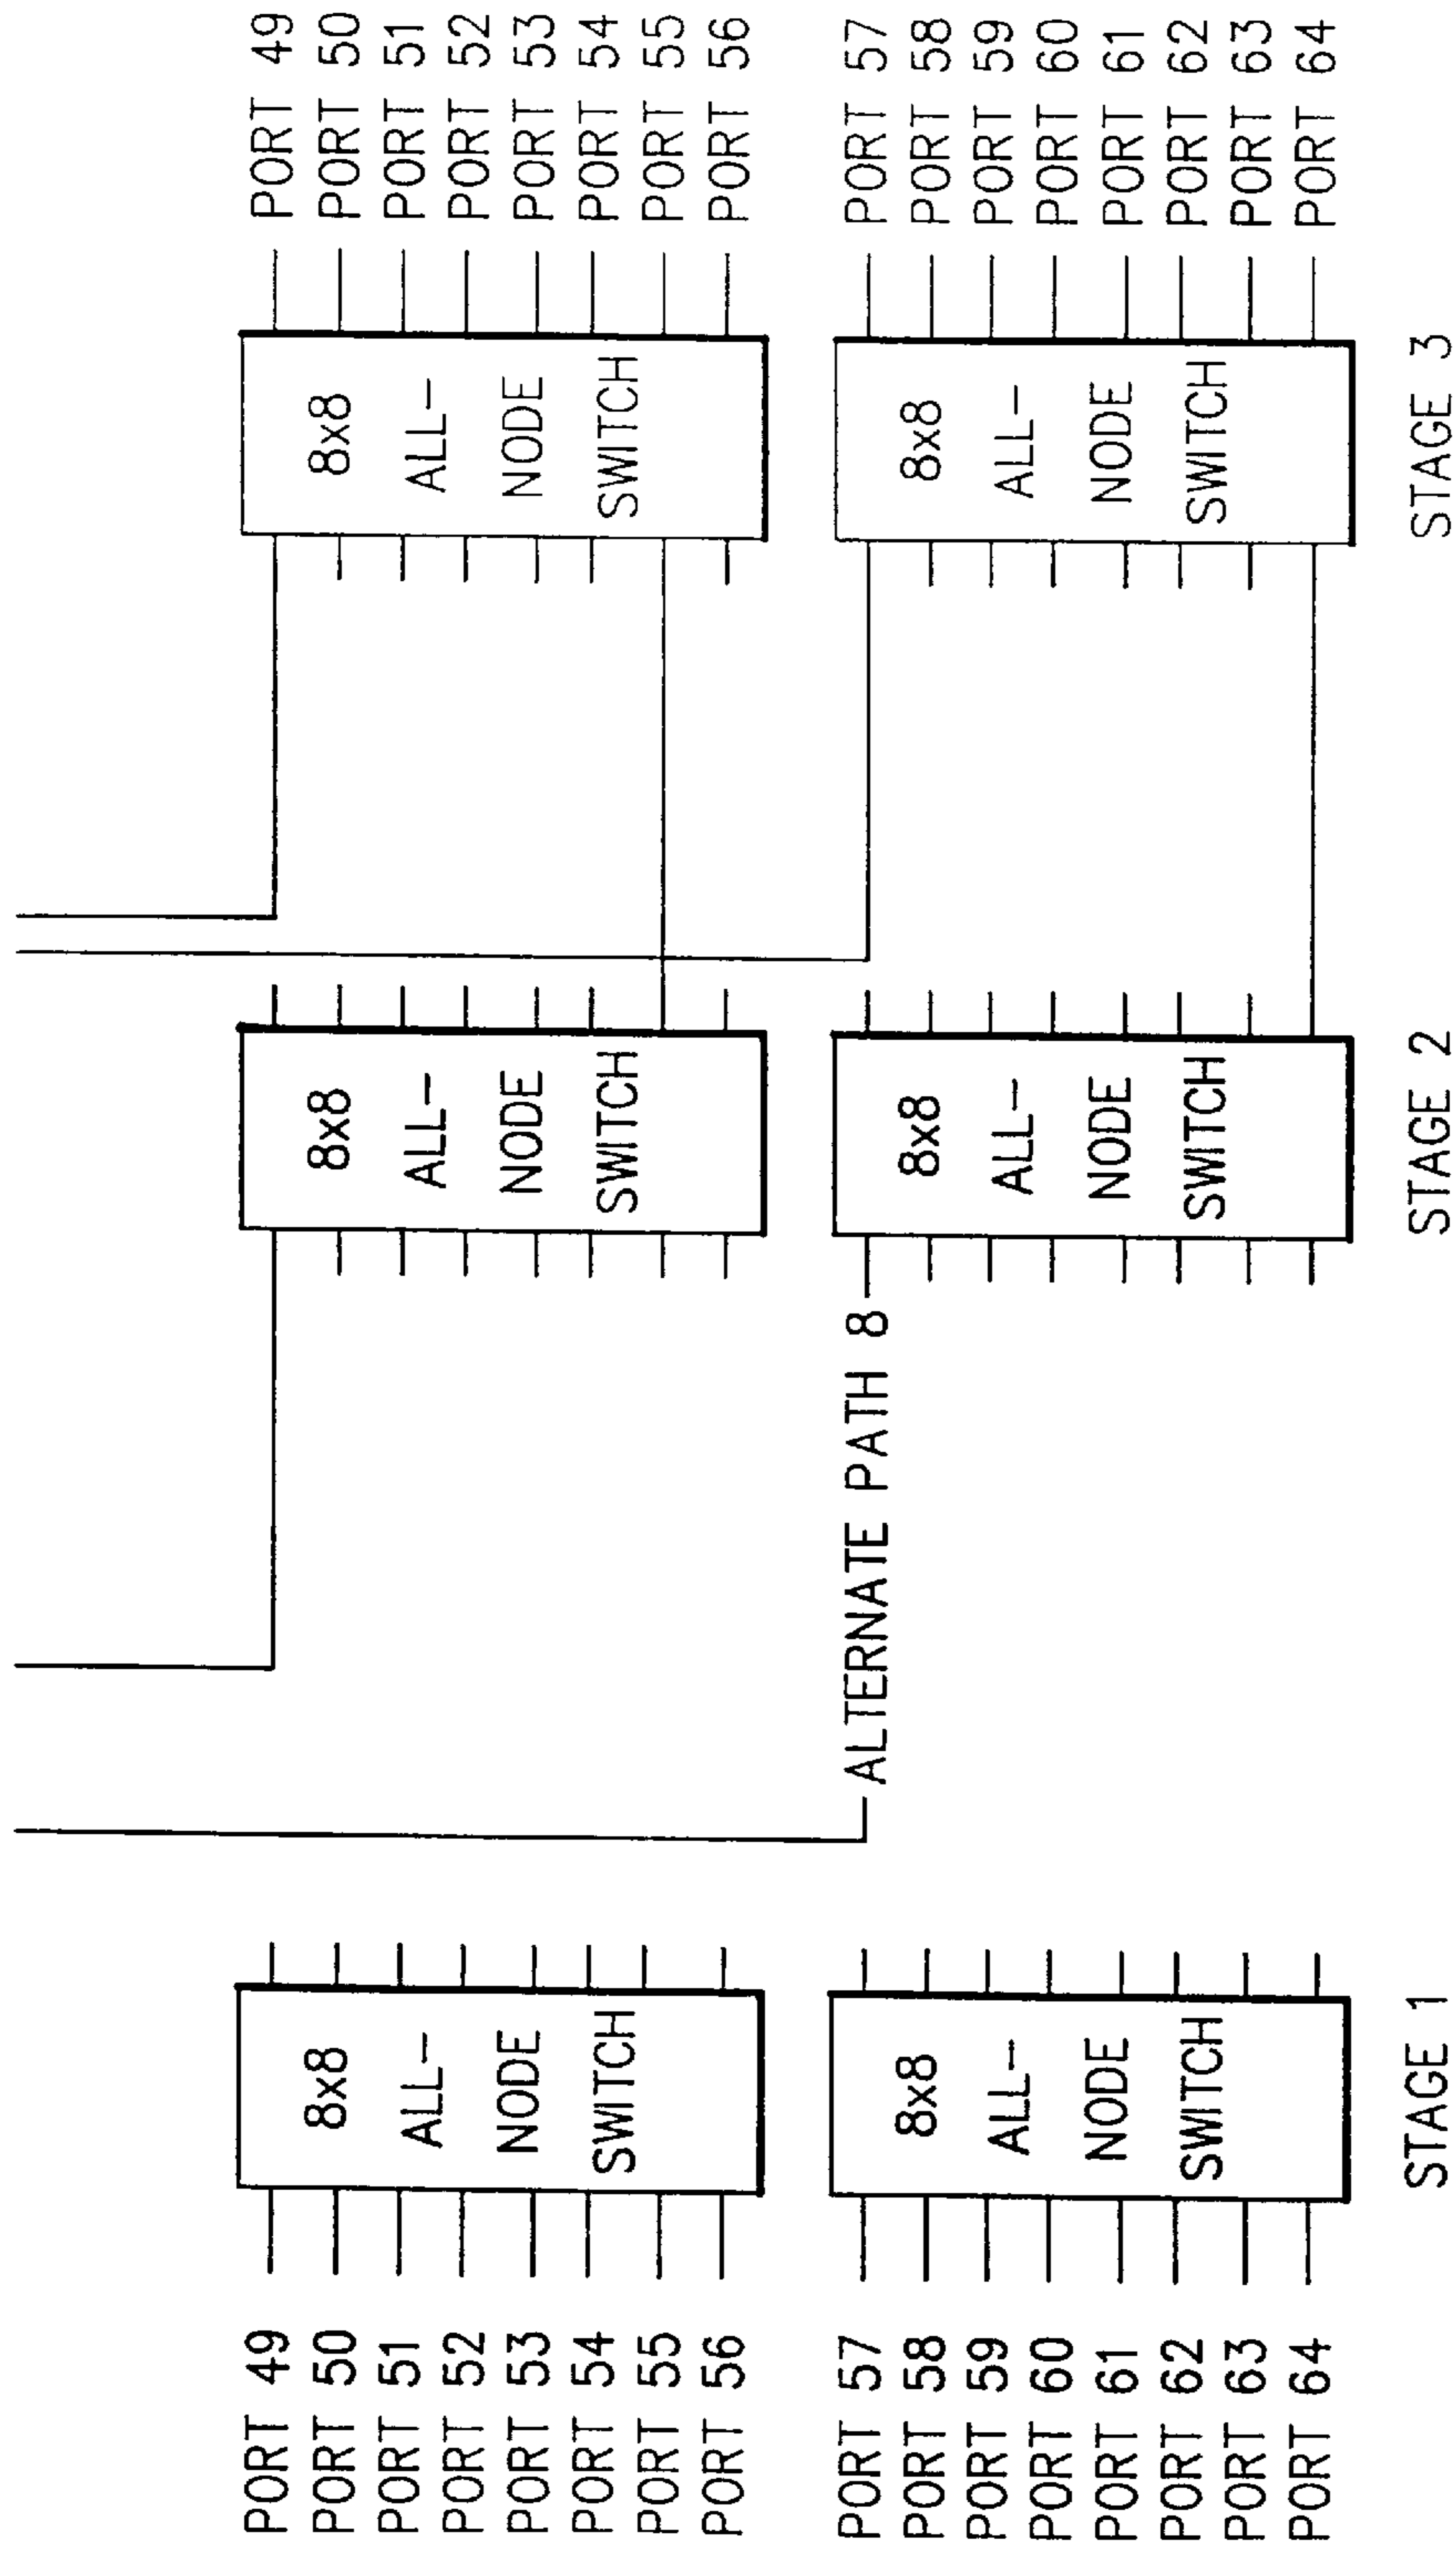 PORT 49
PORT 50
PORT 51
PORT 52
PORT 53
PORT 54
PORT 55
PORT 56
8x8
ALL-
NODE
SWITCH
8x8
ALL-
NODE
SWITCH
8x8
ALL-
NODE
SWITCH
PORT 49
PORT 50
PORT 51
PORT 52
PORT 53
PORT 54
PORT 55
PORT 56
PORT 57
PORT 58
PORT 59
PORT 60
PORT 61
PORT 62
PORT 63
PORT 64
8x8
ALL-
NODE
SWITCH
ALTERNATE PATH 8
8x8
ALL-
NODE
SWITCH
8x8
ALL-
NODE
SWITCH
PORT 57
PORT 58
PORT 59
PORT 60
PORT 61
PORT 62
PORT 63
PORT 64
STAGE 1
STAGE 2
STAGE 3